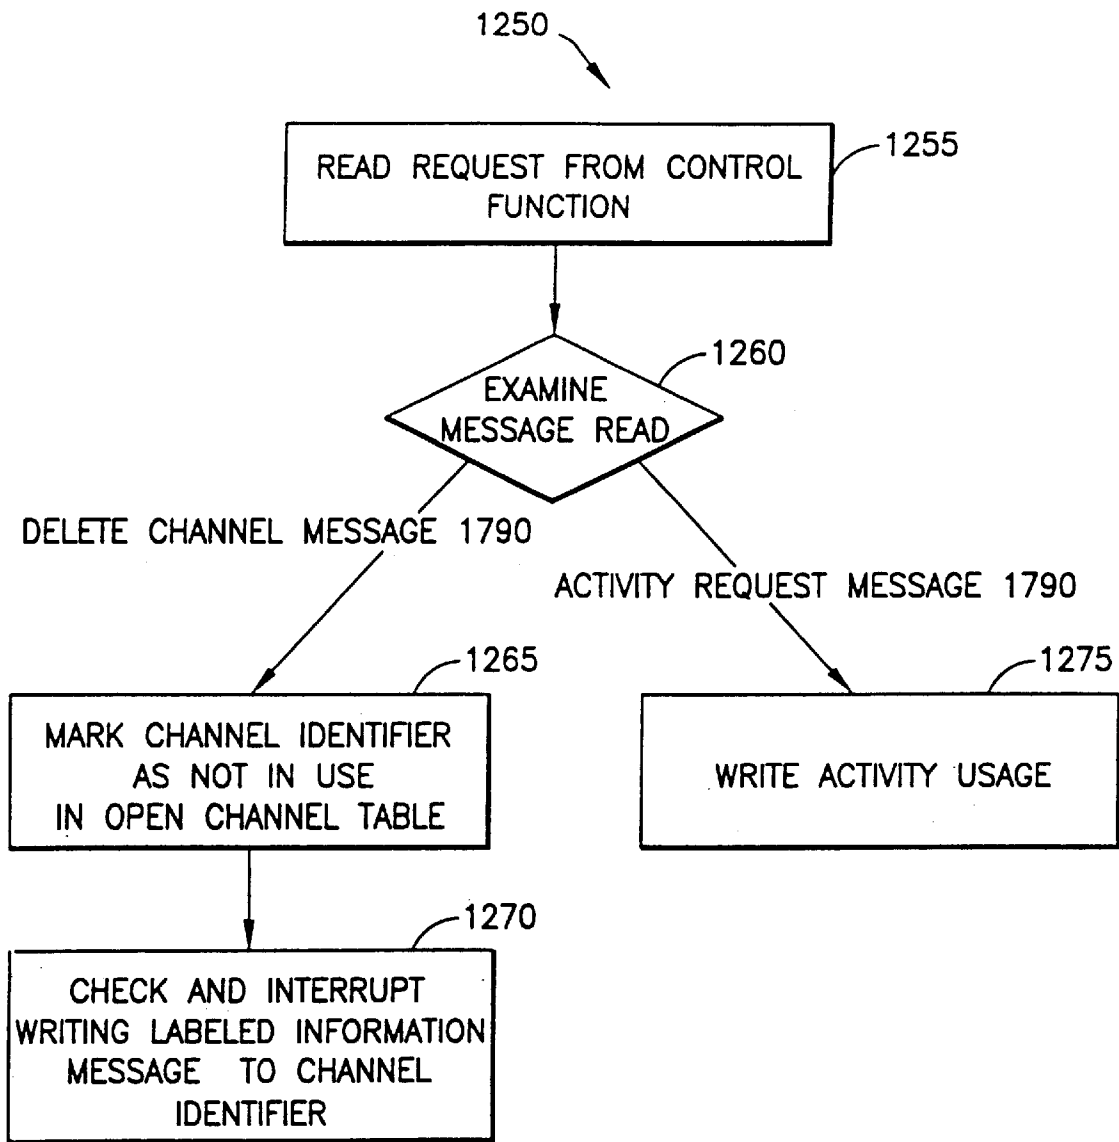 1250
READ REQUEST FROM CONTROL
FUNCTION
1255
EXAMINE
MESSAGE READ
1260
DELETE CHANNEL MESSAGE 1790
ACTIVITY REQUEST MESSAGE 1790
1265
MARK CHANNEL IDENTIFIER
AS NOT IN USE
IN OPEN CHANNEL TABLE
1275
WRITE ACTIVITY USAGE
1270
CHECK AND INTERRUPT
WRITING LABELED INFORMATION
MESSAGE TO CHANNEL
IDENTIFIER